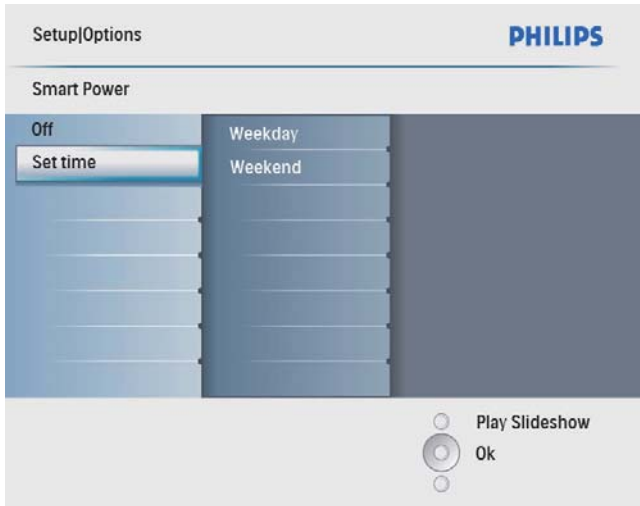 Setup|Options
PHILIPS
Smart Power
Off
Weekday
Set time
Weekend
Play Slideshow
Ok